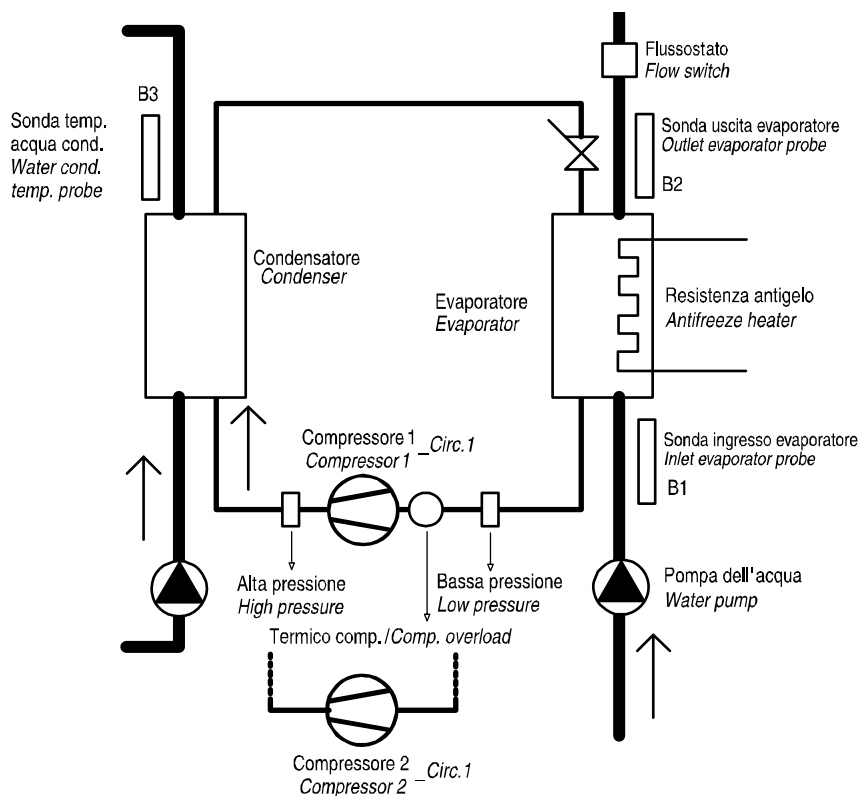 Flussostato
Flow switch
B3
Sonda temp.
acqua cond.
Water cond.
temp. probe
Sonda uscita evaporatore
Outlet evaporator probe
B2
Condensatore
Condenser
Evaporatore
Evaporator
Resistenza antigelo
Antifreeze heater
Compressore 1
Compressor 1 _Circ.1
Sonda ingresso evaporatore
Inlet evaporator probe
B1
Alta pressione
High pressure
Bassa pressione
Low pressure
Pompa dell'acqua
Water pump
Termico comp./Comp. overload
Compressore 2
Compressor 2 _Circ.1